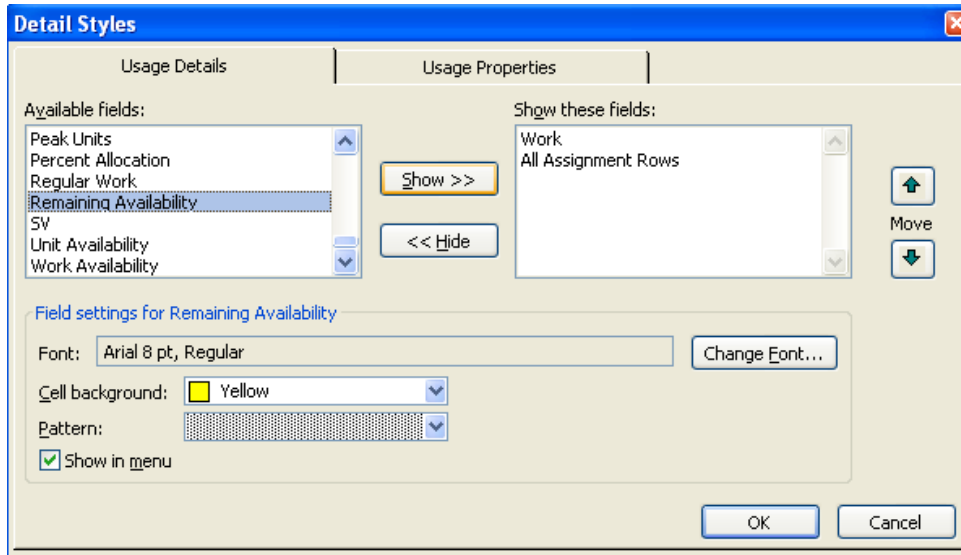 Detail Styles
Usage Details
Usage Properties
Available fields:
Peak Units
Percent Allocation
Regular Work
Remaining Availability
SV
Unit Availability
Work Availability
Show >>
<< Hide
Show these fields:
Work
All Assignment Rows
Move
Field settings for Remaining Availability
Font: Arial 8 pt, Regular
Change Font...
Cell background: Yellow
Pattern:
Show in menu
OK
Cancel